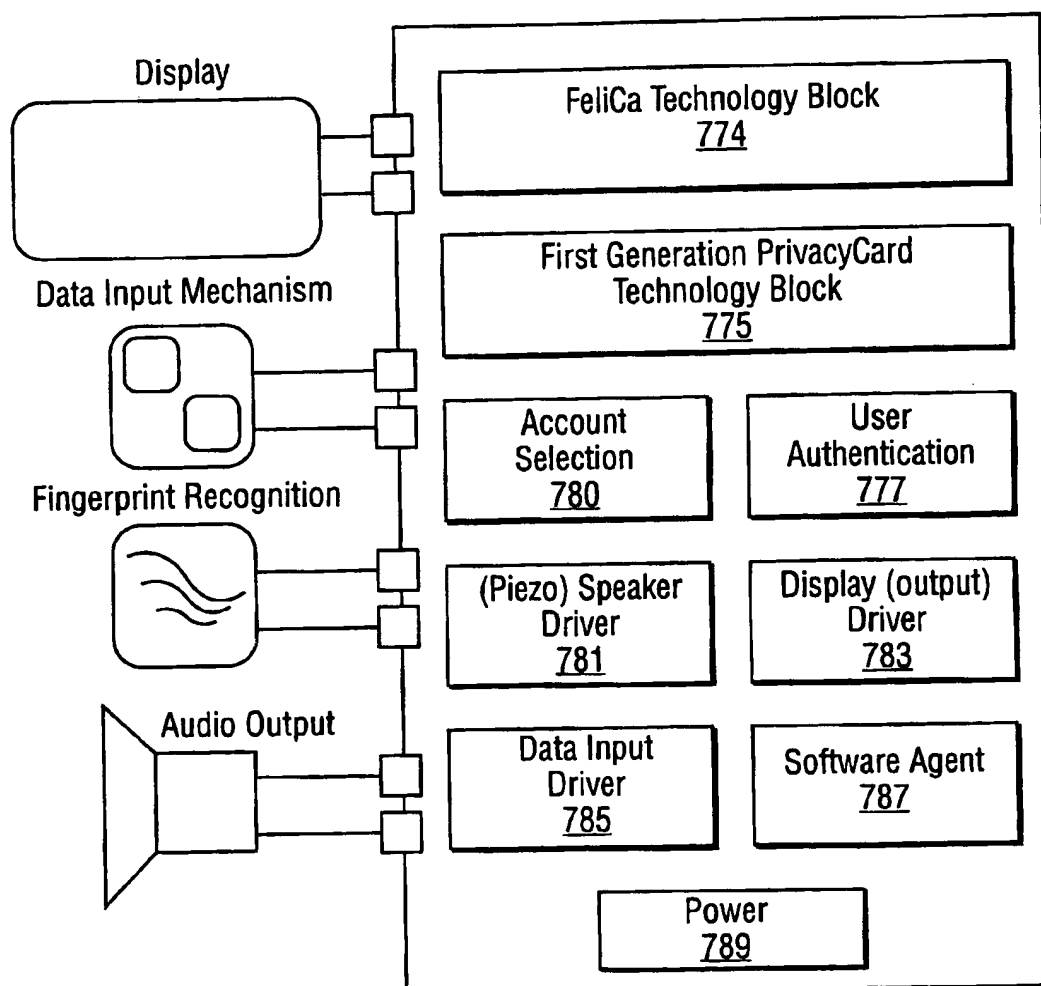 Display
FeliCa Technology Block
774
First Generation PrivacyCard
Technology Block
775
Data Input Mechanism
Account
Selection
780
User
Authentication
777
Fingerprint Recognition
(Piezo) Speaker
Driver
781
Display (output)
Driver
783
Audio Output
Data Input
Driver
785
Software Agent
787
Power
789